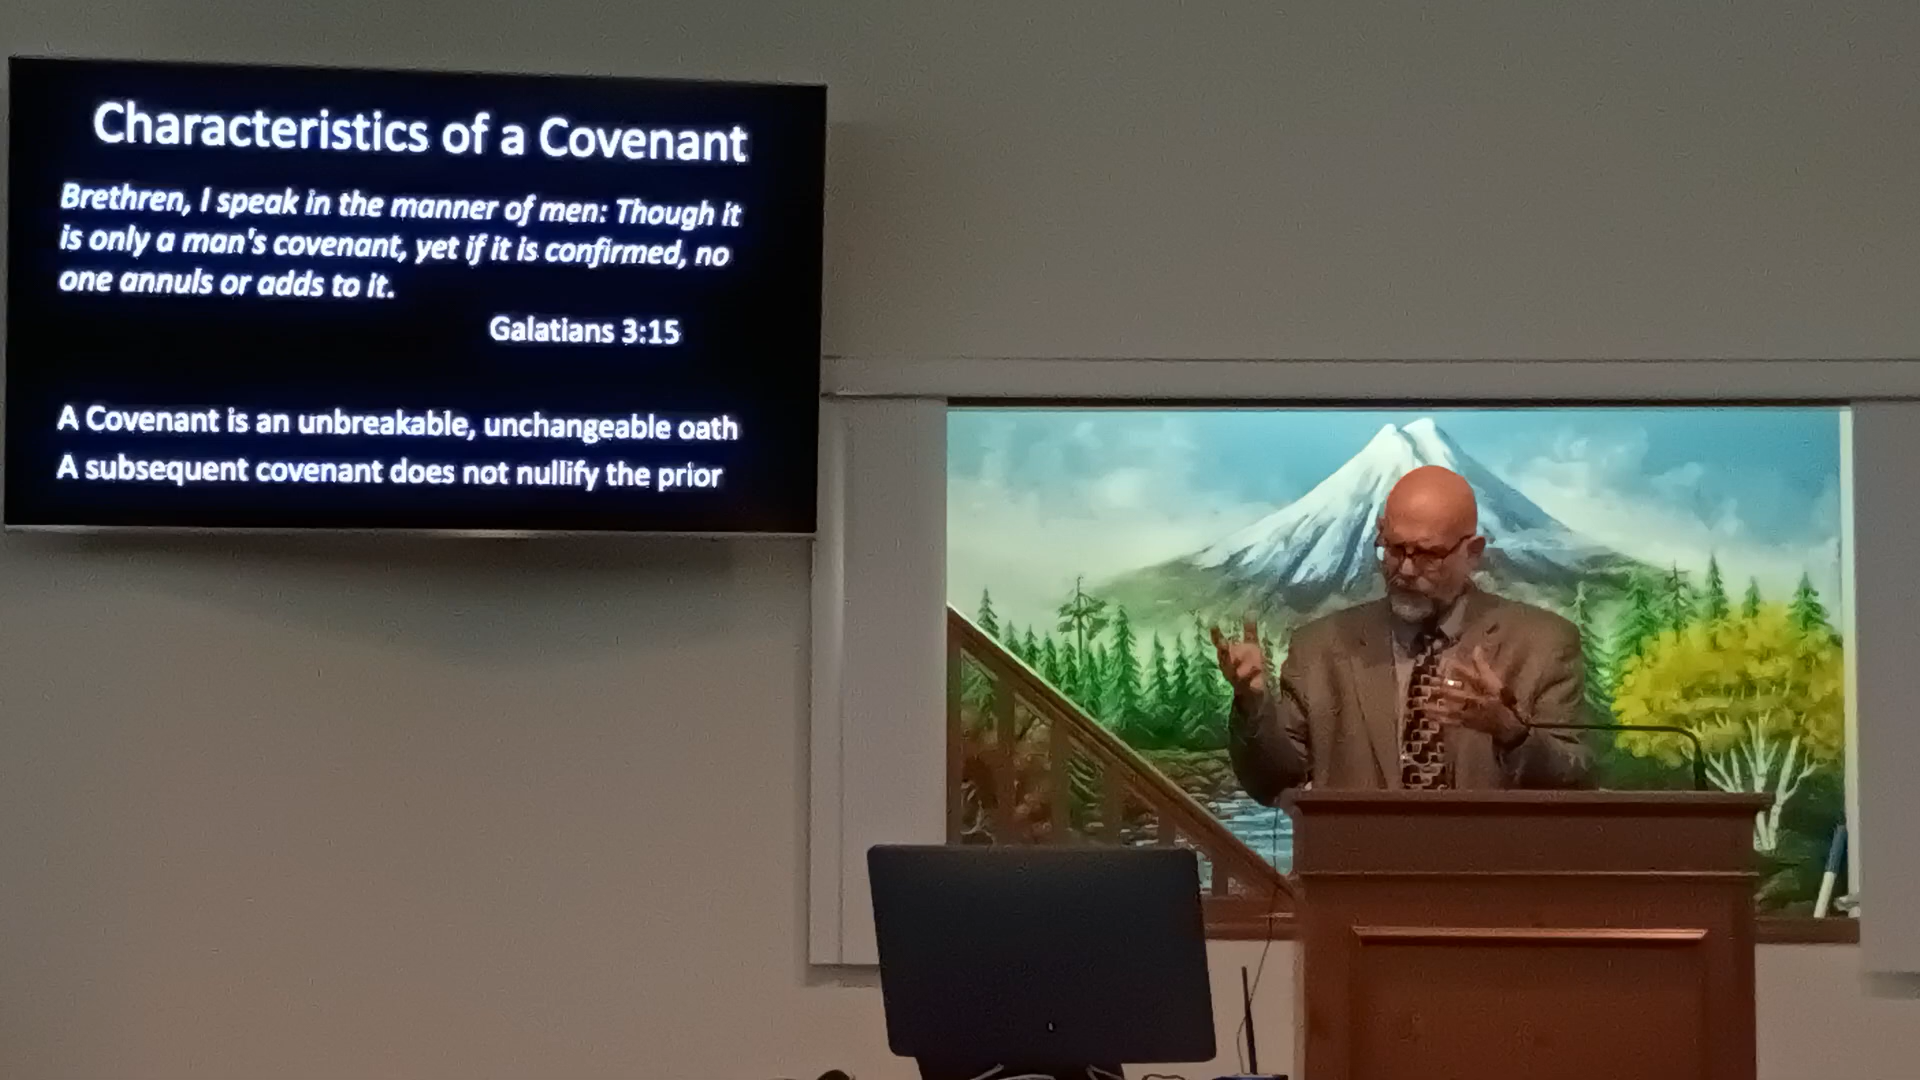 Characteristics of a Covenant
Brethren, I speak in the manner of men: Though it
is only a man's covenant, yet if it is confirmed, no
one annuls or adds to it.
Galatians 3:15
A Covenant is an unbreakable, unchangeable oath
A subsequent covenant does not nullify the prior